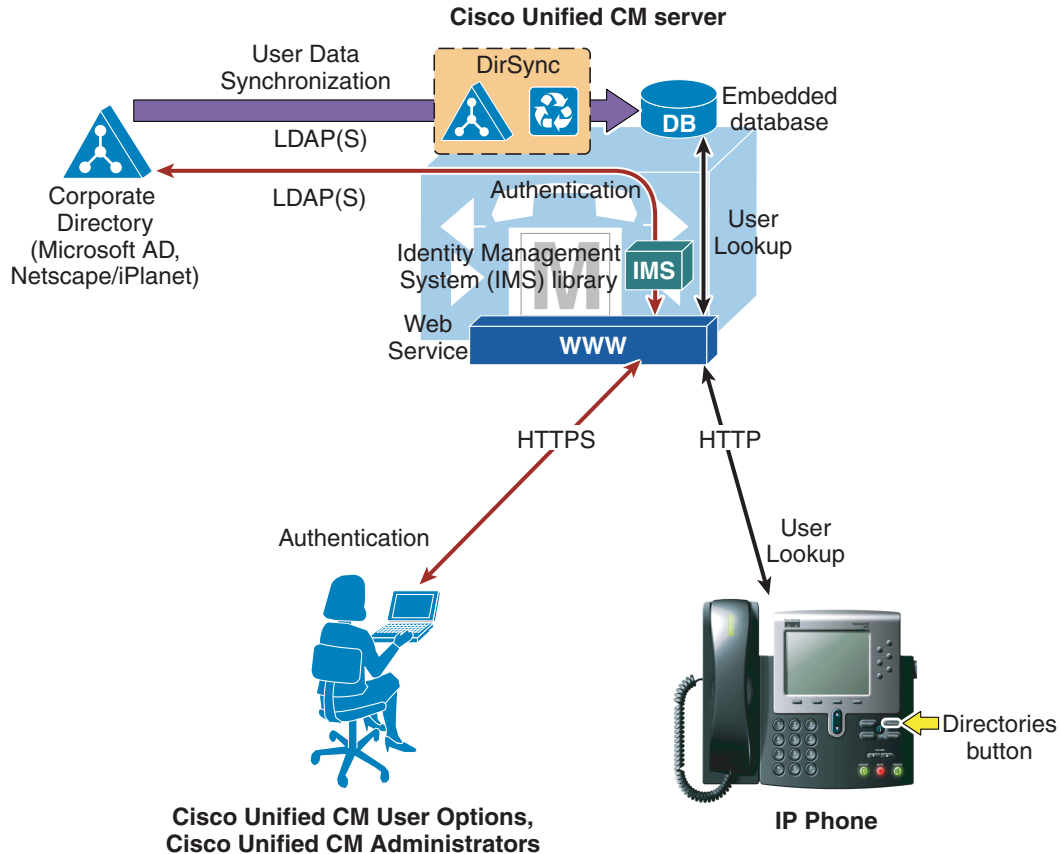 Cisco Unified CM server
User Data
Synchronization
DirSync
LDAP(S)
DB
Embedded
database
LDAP(S)
Authentication
Corporate
Directory
(Microsoft AD,
Netscape/iPlanet)
User
Lookup
Identity Management
System (IMS) library
IMS
M
Web
Service
WWW
HTTPS
HTTP
Authentication
User
Lookup
Directories
button
Cisco Unified CM User Options,
Cisco Unified CM Administrators
IP Phone